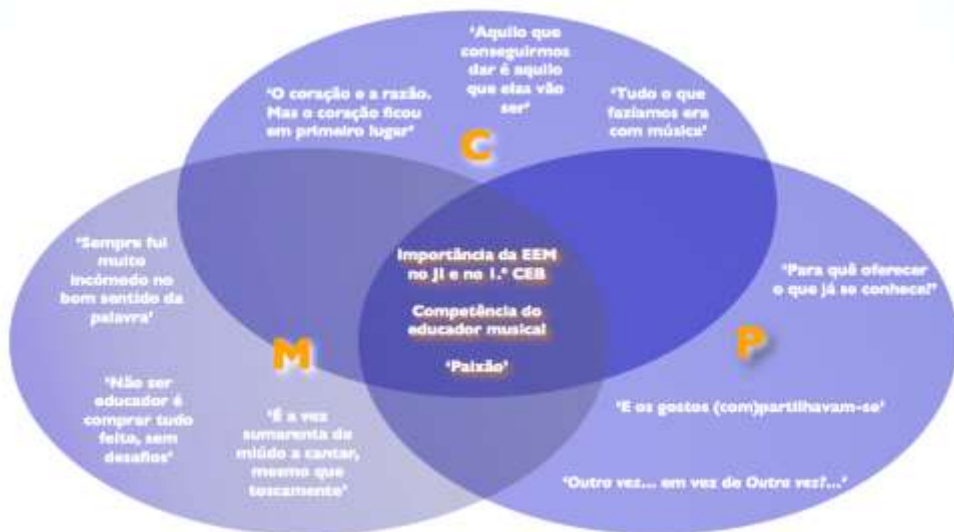 'Aquilo que
conseguirmos
dar é aquilo
que elas vão
ser'
'O coração e a razão.
Mas o coração ficou
em primeiro lugar'
'Tudo o que
fazíamos era
com música'
C
'Sempre fui
muito
incómodo no
bom sentido da
palavra'
Importância da EEM
no JI e no 1.º CEB
Competência do
educador musical
'Paixão'
'Para quê oferecer
o que já se conhece?'
M
P
'Não ser
educador é
comprar tudo
feito, sem
desafios'
'É a voz
sumarenta do
miúdo a cantar,
mesmo que
toscamente'
'E os gostos (com)partilhavam-se'
'Outra vez... em vez de Outra vez?...'